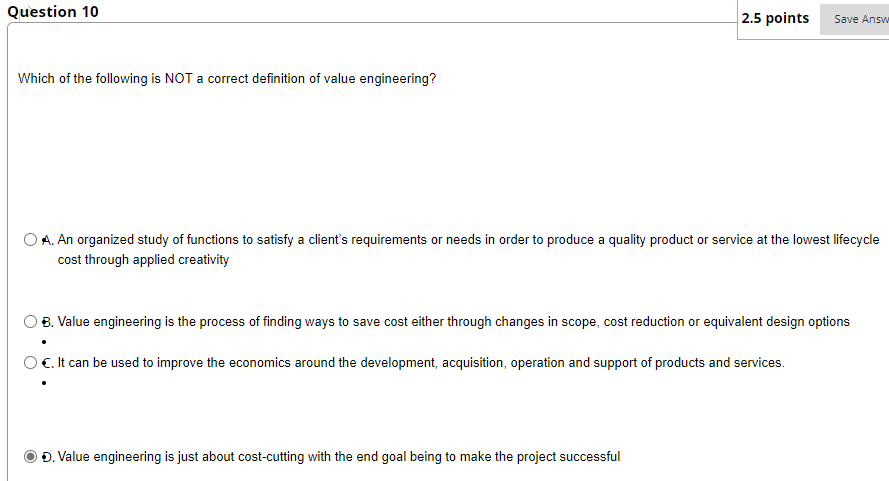 Question 10
2.5 points
Save Answ
Which of the following is NOT a correct definition of value engineering?
A. An organized study of functions to satisfy a client's requirements or needs in order to produce a quality product or service at the lowest lifecycle
cost through applied creativity
B. Value engineering is the process of finding ways to save cost either through changes in scope, cost reduction or equivalent design options
C. It can be used to improve the economics around the development, acquisition, operation and support of products and services.
D. Value engineering is just about cost-cutting with the end goal being to make the project successful